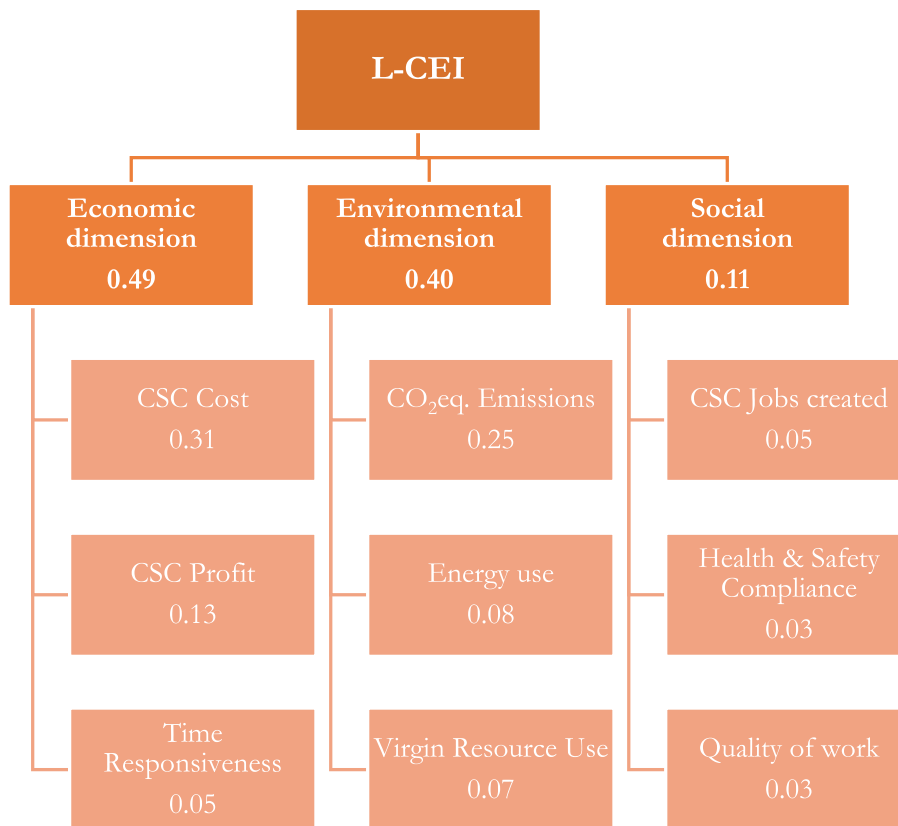 L-CEI
Economic
dimension
0.49
Environmental
dimension
0.40
Social
dimension
0.11
CSC Cost
0.31
CO₂eq. Emissions
0.25
CSC Jobs created
0.05
CSC Profit
0.13
Energy use
0.08
Health & Safety
Compliance
0.03
Time
Responsiveness
0.05
Virgin Resource Use
0.07
Quality of work
0.03